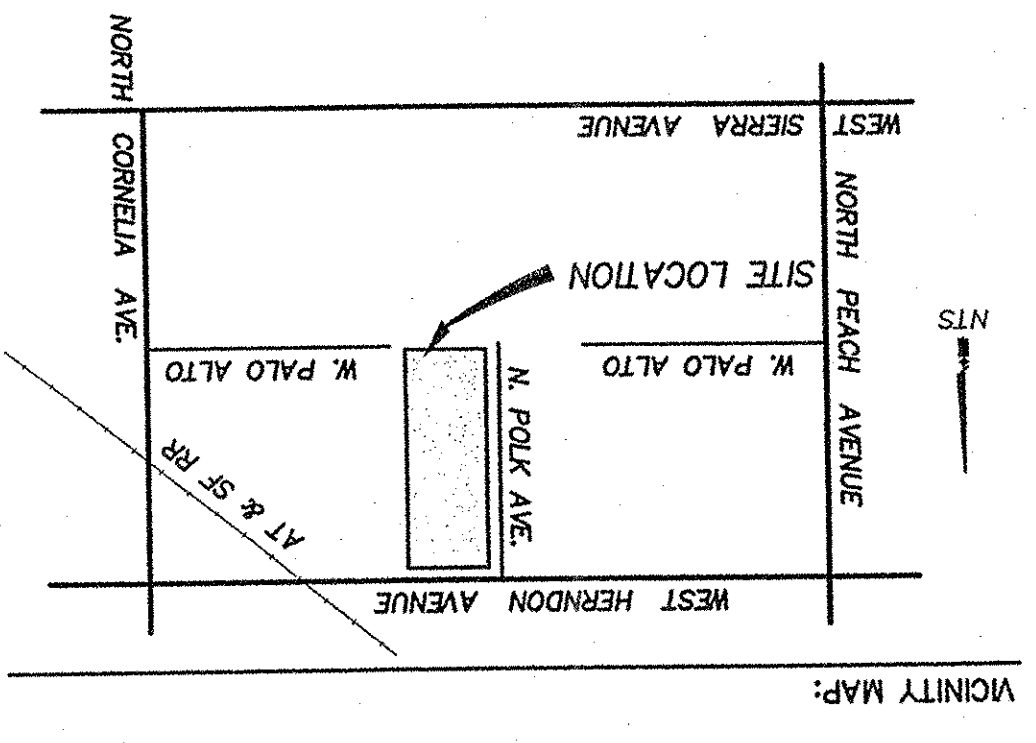 VICINITY MAP:
WEST HERNDON AVENUE
AT & SF RR
N. POLK AVE.
W. PALO ALTO
W. PALO ALTO
NTS
NORTH PEACH AVENUE
SITE LOCATION
NORTH CORNELIA AVE.
WEST SIERRA AVENUE